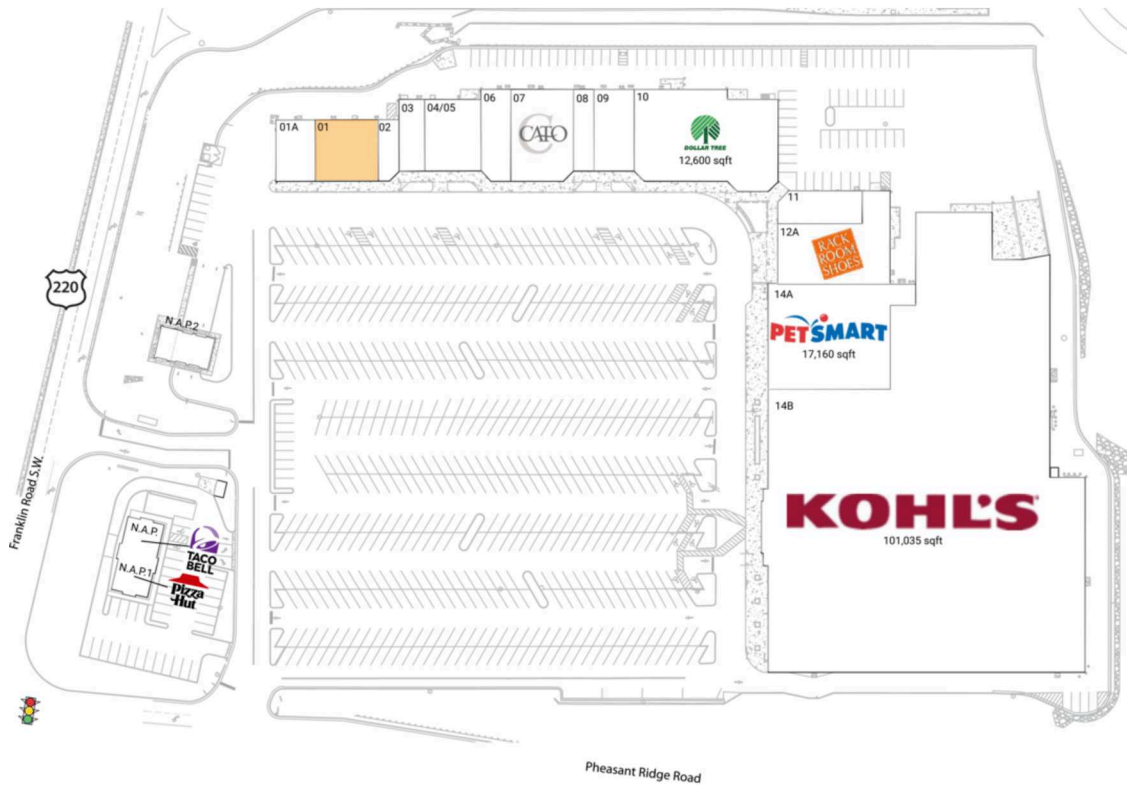 01A
01
02
03
04/05
06
07
CATO
08
09
10
DOLLAR TREE
12,600 sqft
11
12A
RACK
ROOM
SHOES
14A
PETSMART
17,160 sqft
14B
KOHL'S
101,035 sqft
220
N.A.P.2
Franklin Road S.W.
N.A.P.
TACO
BELL
N.A.P.1
Pizza
Hut
Pheasant Ridge Road